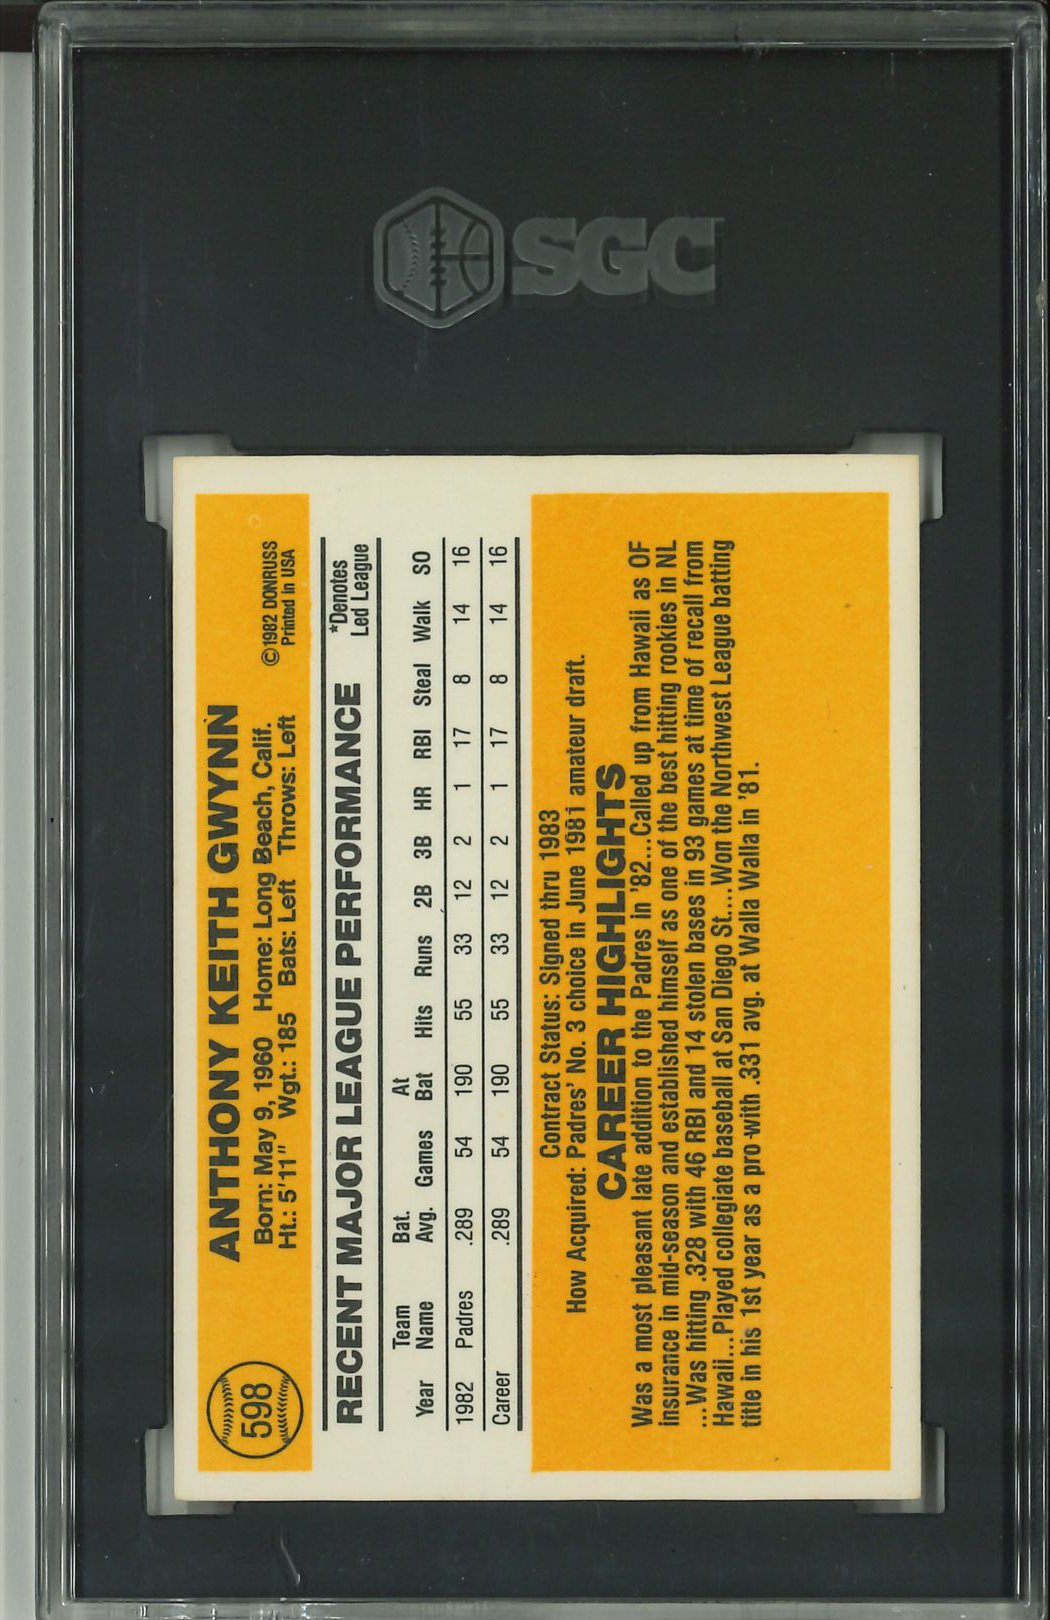 SGC
598
ANTHONY KEITH GWYNN
©1982 DONRUSS
Printed in USA
Born: May 9, 1960 Home: Long Beach, Calif.
Ht.: 5'11" Wgt.: 185 Bats: Left Throws: Left
RECENT MAJOR LEAGUE PERFORMANCE
*Denotes
Led League
Year Team Name Bat. Avg. Games At Bat Hits Runs 2B 3B HR RBI Steal Walk SO
1982 Padres .289 54 190 55 33 12 2 1 17 8 14 16
Career .289 54 190 55 33 12 2 1 17 8 14 16
Contract Status: Signed thru 1983
How Acquired: Padres' No. 3 choice in June 1981 amateur draft.
CAREER HIGHLIGHTS
Was a most pleasant late addition to the Padres in '82...Called up from Hawaii as OF
insurance in mid-season and established himself as one of the best hitting rookies in NL
...Was hitting .328 with 46 RBI and 14 stolen bases in 93 games at time of recall from
Hawaii...Played collegiate baseball at San Diego St....Won the Northwest League batting
title in his 1st year as a pro with .331 avg. at Walla Walla in '81.